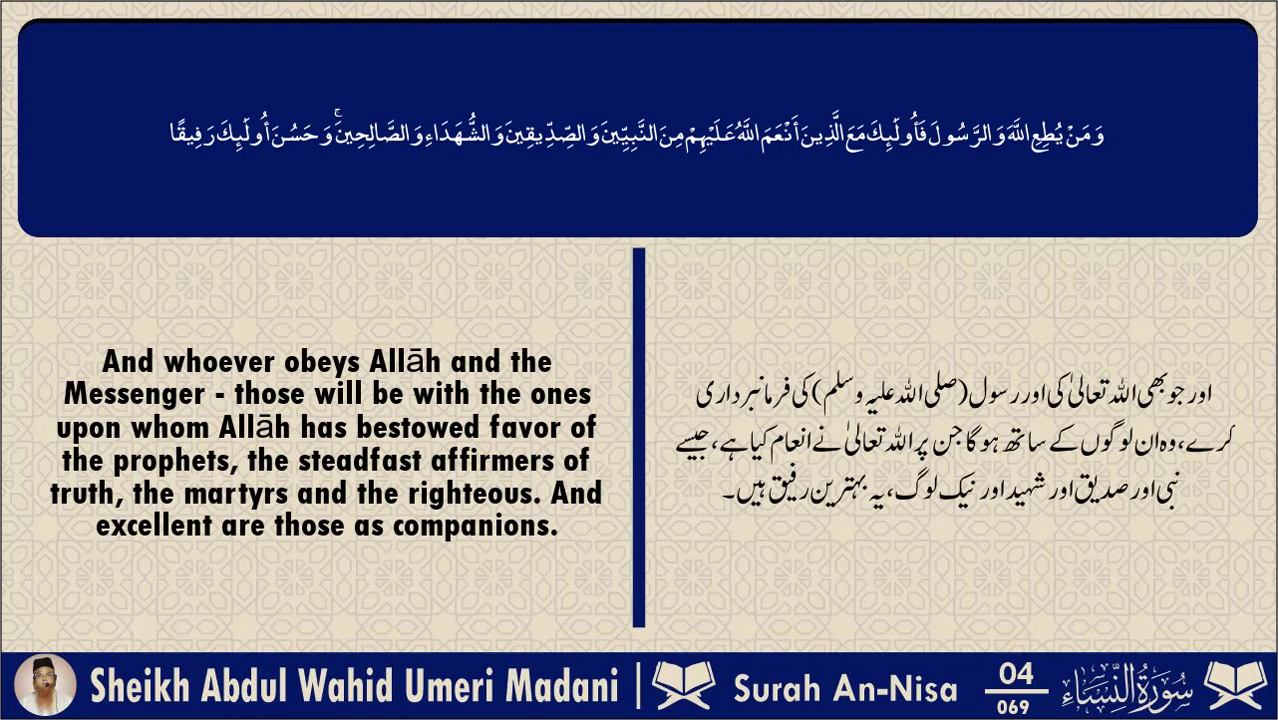 وَمَنْ يُطِعِ اللَّهَ وَالرَّسُولَ فَأُولَٰئِكَ مَعَ الَّذِينَ أَنْعَمَ اللَّهُ عَلَيْهِمْ مِنَ النَّبِيِّينَ وَالصِّدِّيقِينَ وَالشُّهَدَاءِ وَالصَّالِحِينَ ۚ وَحَسُنَ أُولَٰئِكَ رَفِيقًا
And whoever obeys Allāh and the
Messenger - those will be with the ones
upon whom Allāh has bestowed favor of
the prophets, the steadfast affirmers of
truth, the martyrs and the righteous. And
excellent are those as companions.
اور جو بھی اللہ تعالیٰ کی اور رسول (صلی اللہ علیہ وسلم) کی فرمانبرداری
کرے، وہ ان لوگوں کے ساتھ ہوگا جن پر اللہ تعالیٰ نے انعام کیا ہے، جیسے
نبی اور صدیق اور شہید اور نیک لوگ، یہ بہترین رفیق ہیں۔
Sheikh Abdul Wahid Umeri Madani |
Surah An-Nisa
04
069
سُورَةُ النِّسَاء